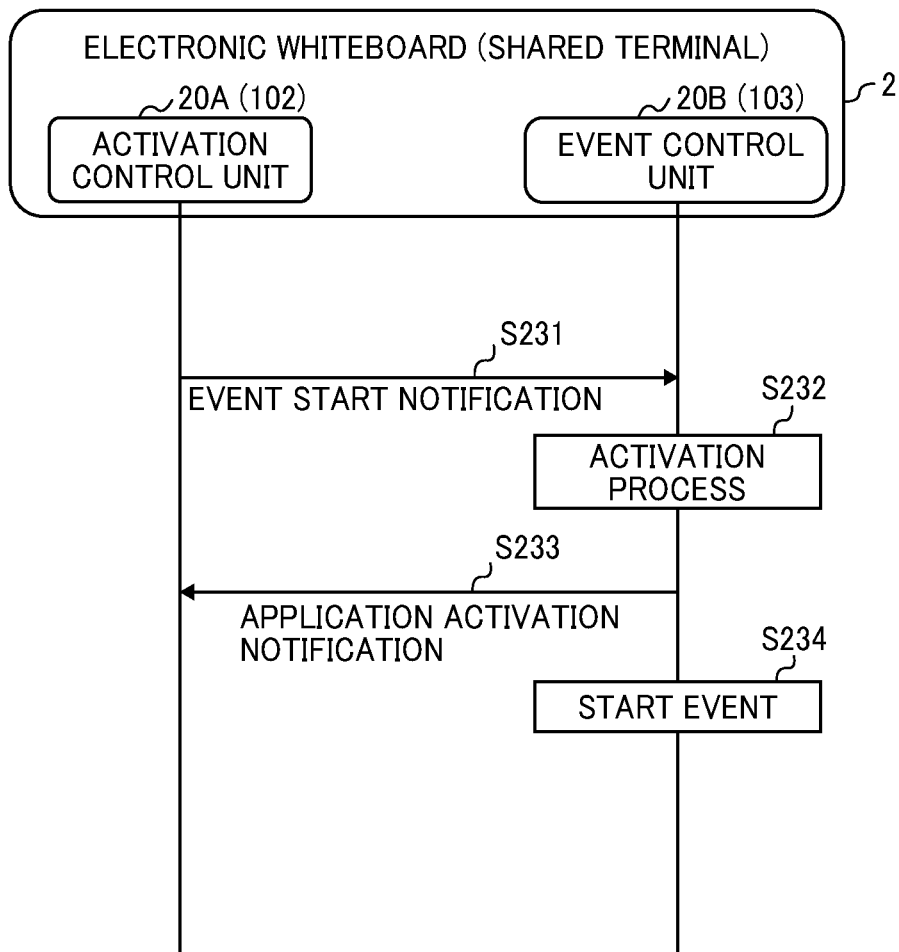 ELECTRONIC WHITEBOARD (SHARED TERMINAL)
2
20A (102)
20B (103)
ACTIVATION
CONTROL UNIT
EVENT CONTROL
UNIT
S231
EVENT START NOTIFICATION
S232
ACTIVATION
PROCESS
S233
APPLICATION ACTIVATION
NOTIFICATION
S234
START EVENT